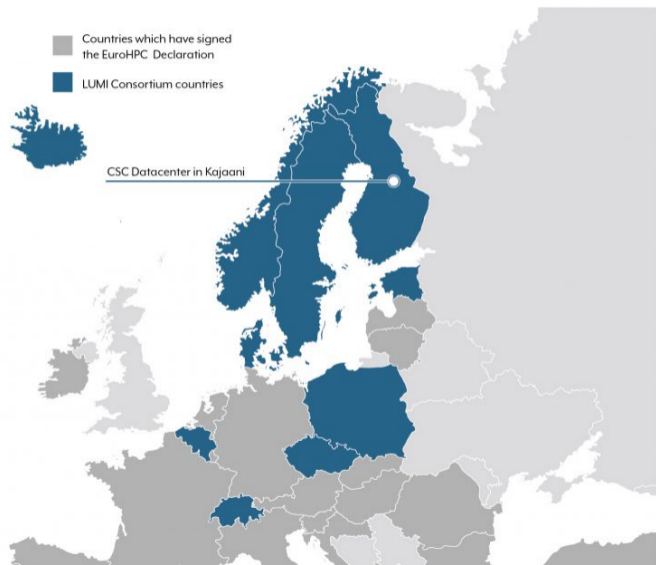 Countries which have signed
the EuroHPC Declaration
LUMI Consortium countries
CSC Datacenter in Kajaani